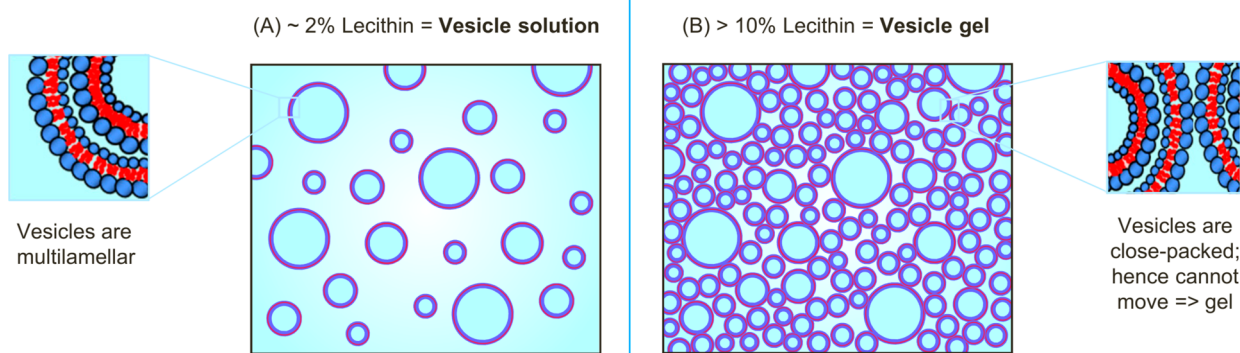 (A) ~ 2% Lecithin = Vesicle solution
Vesicles are
multilamellar
(B) > 10% Lecithin = Vesicle gel
Vesicles are
close-packed;
hence cannot
move => gel